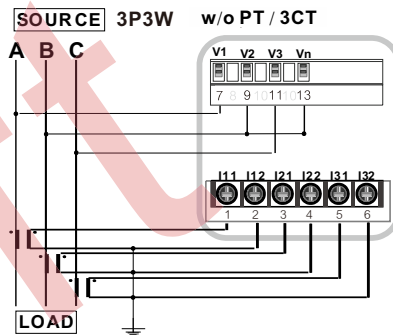 SOURCE 3P3W w/o PT / 3CT
A B C
V1 V2 V3 Vn
7 8 9 10 11 10 13
I11 I12 I21 I22 I31 I32
1 2 3 4 5 6
LOAD